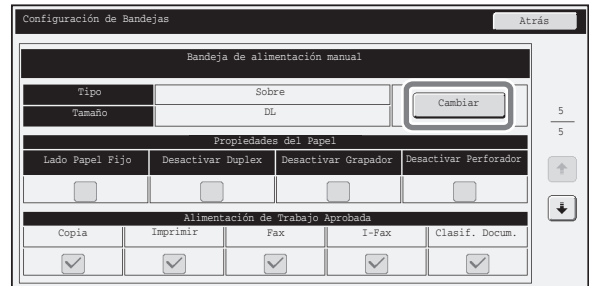 Configuración de Bandejas
Atrás
Bandeja de alimentación manual
Tipo Sobre
Cambiar
Tamaño DL
5
5
Propiedades del Papel
Lado Papel Fijo Desactivar Duplex Desactivar Grapador Desactivar Perforador
Alimentación de Trabajo Aprobada
Copia Imprimir Fax I-Fax Clasif. Docum.